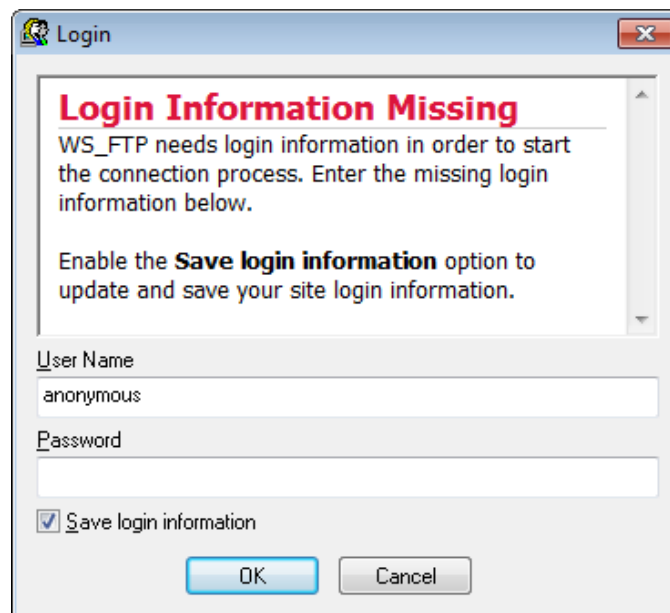 Login
Login Information Missing
WS_FTP needs login information in order to start
the connection process. Enter the missing login
information below.
Enable the Save login information option to
update and save your site login information.
User Name
anonymous
Password
Save login information
OK Cancel